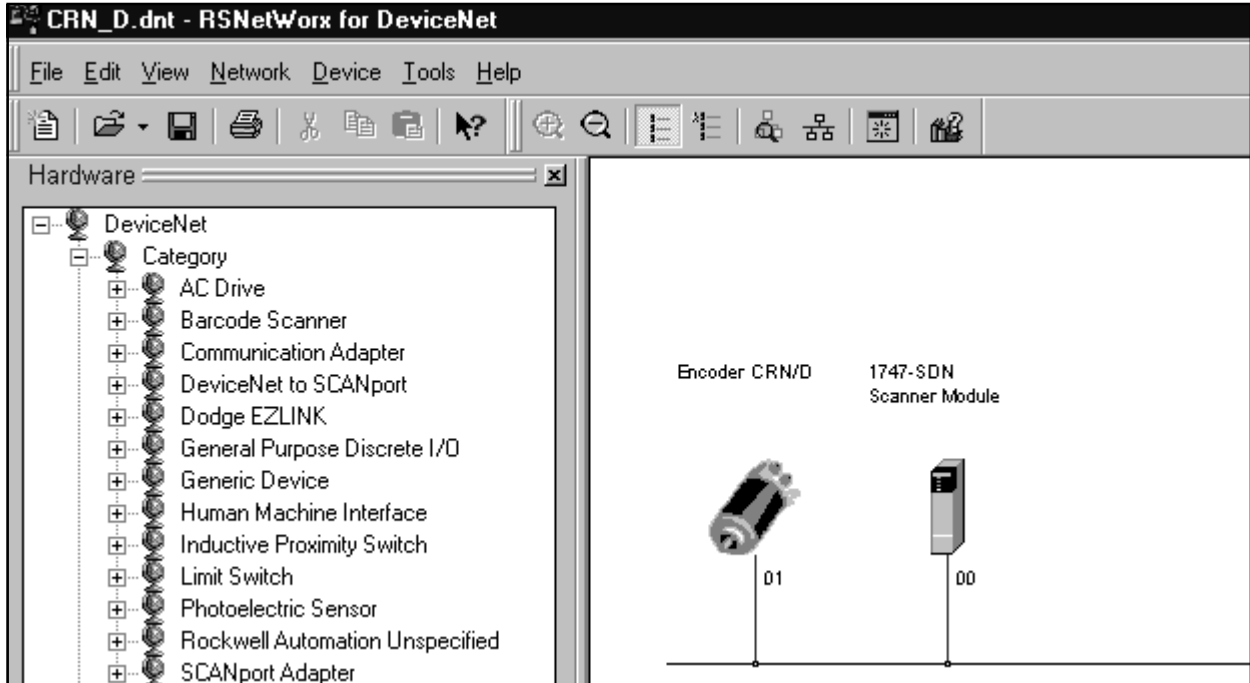 CRN_D.dnt - RSNetWorx for DeviceNet
File Edit View Network Device Tools Help
Hardware
DeviceNet
Category
AC Drive
Barcode Scanner
Communication Adapter
DeviceNet to SCANport
Dodge EZLINK
General Purpose Discrete I/O
Generic Device
Human Machine Interface
Inductive Proximity Switch
Limit Switch
Photoelectric Sensor
Rockwell Automation Unspecified
SCANport Adapter
Encoder CRN/D
1747-SDN
Scanner Module
01
00